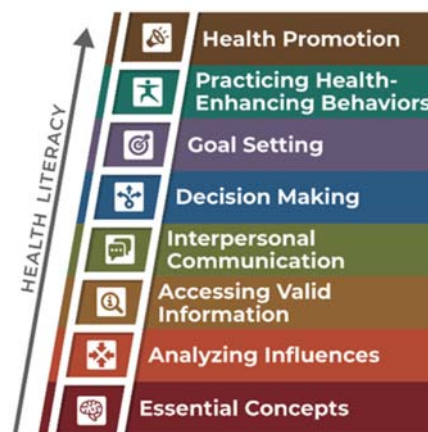 HEALTH LITERACY
Health Promotion
Practicing Health-
Enhancing Behaviors
Goal Setting
Decision Making
Interpersonal
Communication
Accessing Valid
Information
Analyzing Influences
Essential Concepts